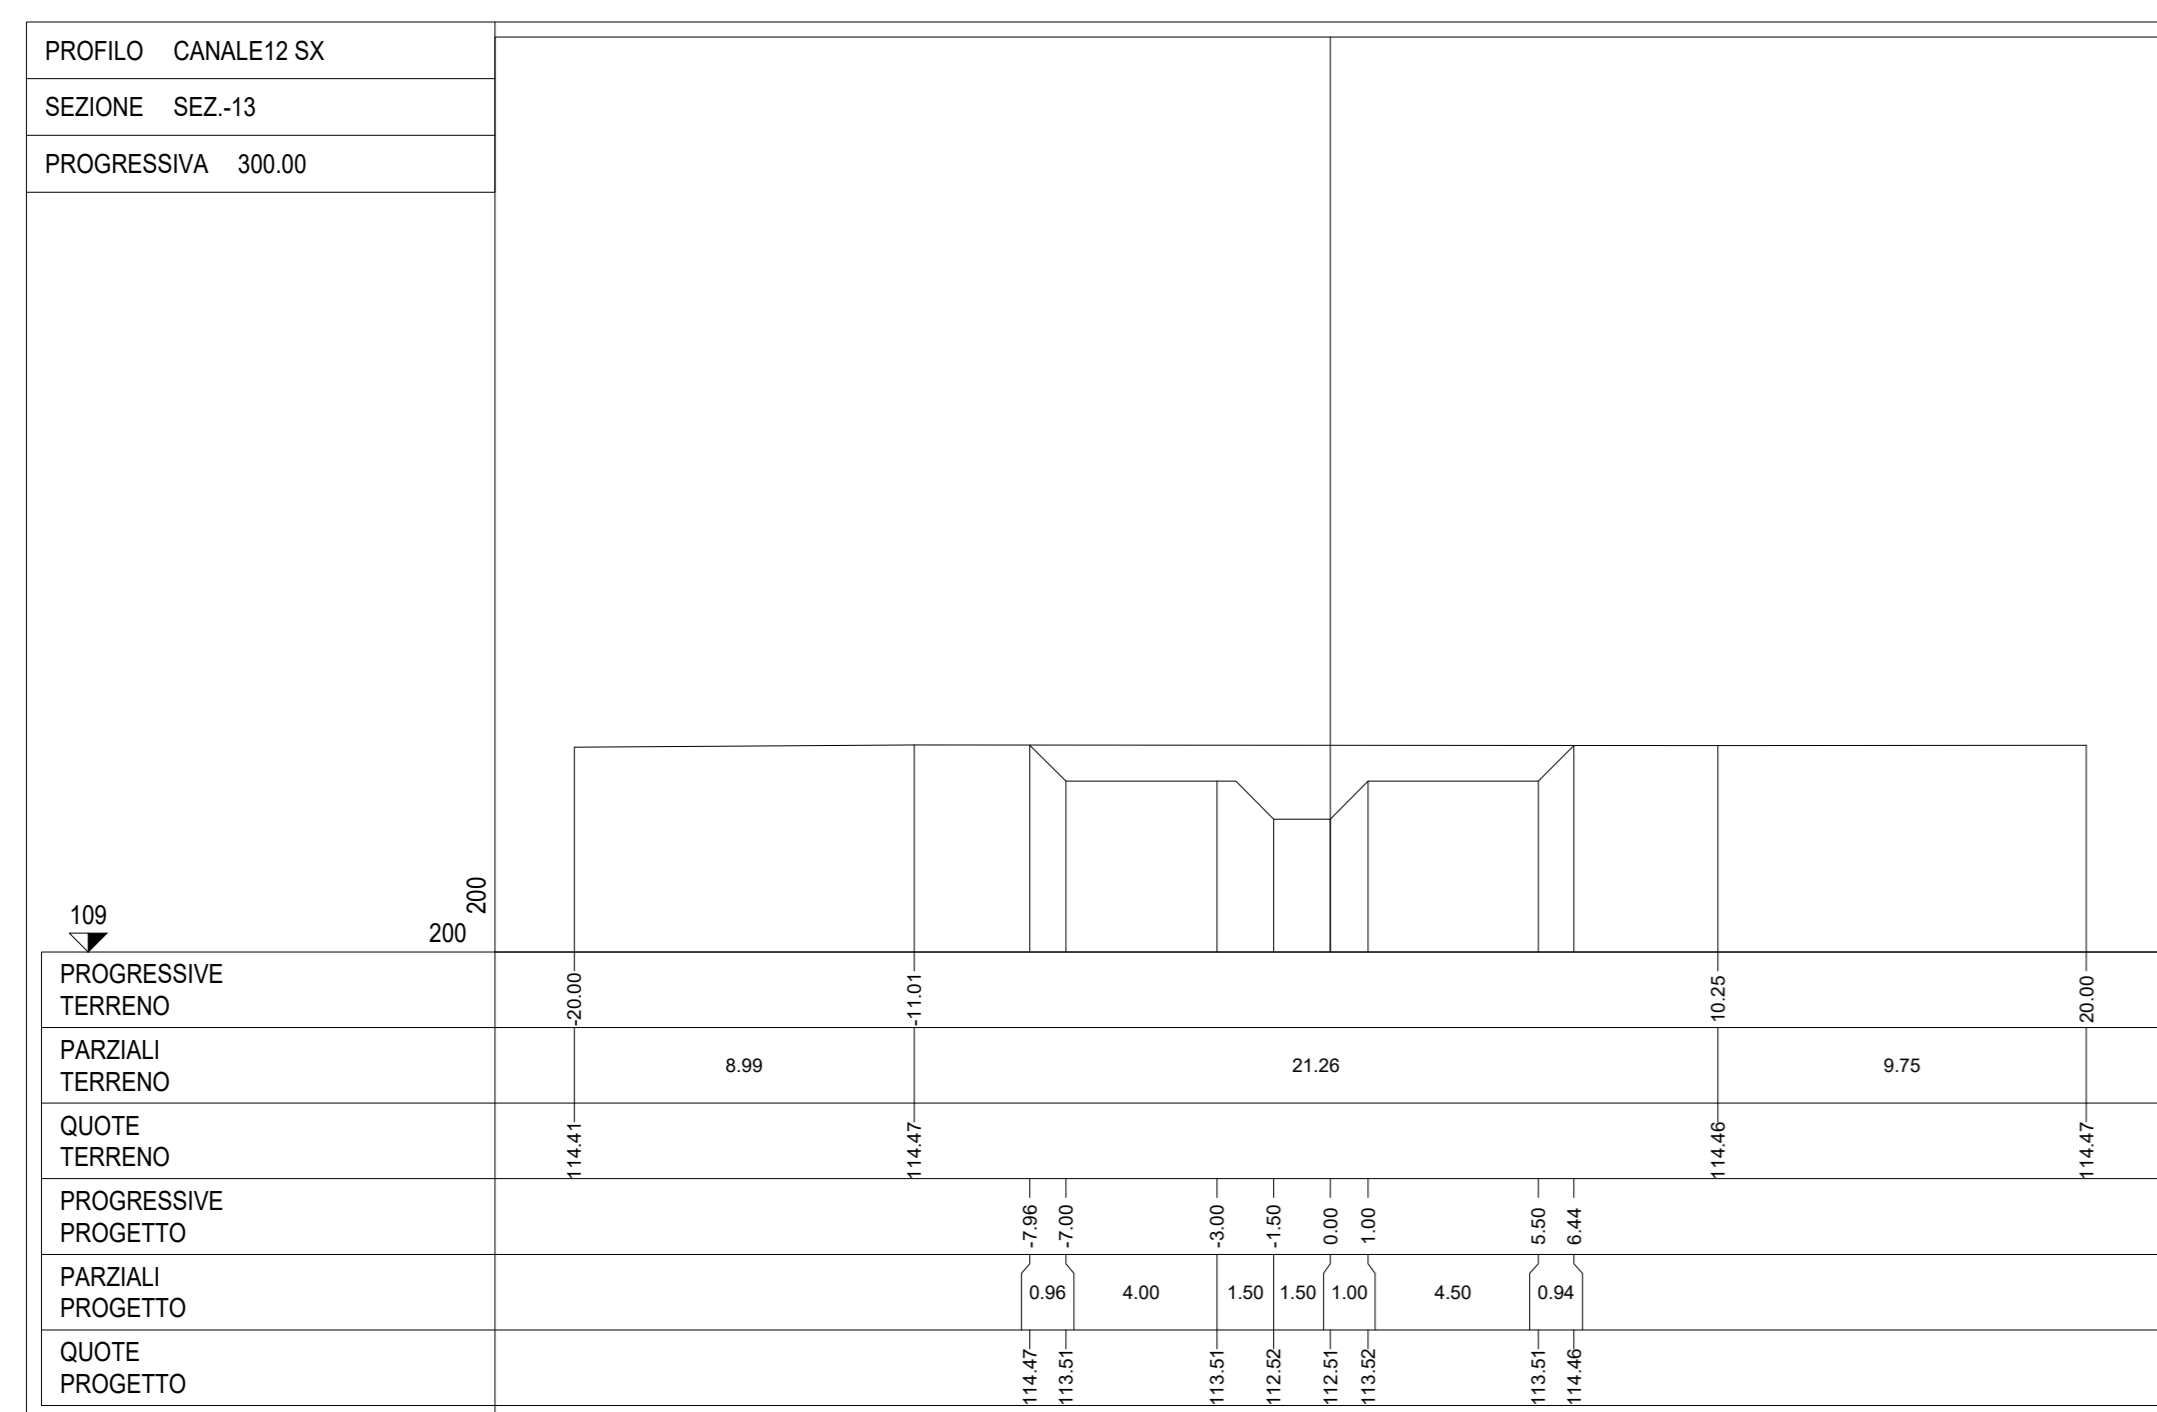 PROFILO CANALE12 SX
SEZIONE SEZ.-13
PROGRESSIVA 300.00
200
109
200
PROGRESSIVE
TERRENO
-20.00 -11.01 10.25 20.00
PARZIALI
TERRENO
8.99 21.26 9.75
QUOTE
TERRENO
114.41 114.47 114.46 114.47
PROGRESSIVE
PROGETTO
-7.96 -7.00 -3.00 -1.50 0.00 1.00 5.50 6.44
PARZIALI
PROGETTO
0.96 4.00 1.50 1.50 1.00 4.50 0.94
QUOTE
PROGETTO
114.47 113.51 113.51 112.52 112.51 113.52 113.51 114.46